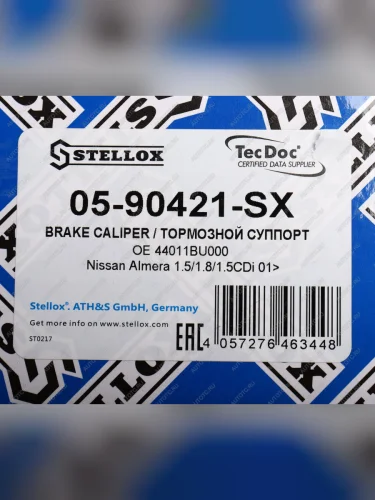 STELLOX
TecDoc
CERTIFIED DATA SUPPLIER
05-90421-SX
BRAKE CALIPER / ТОРМОЗНОЙ СУППОРТ
OE 44011BU000
Nissan Almera 1.5/1.8/1.5CDi 01>
Stellox®. ATH&S GmbH, Germany
Get more info on www.stellox.com
ST0217
EAC
4 057276 463448 >